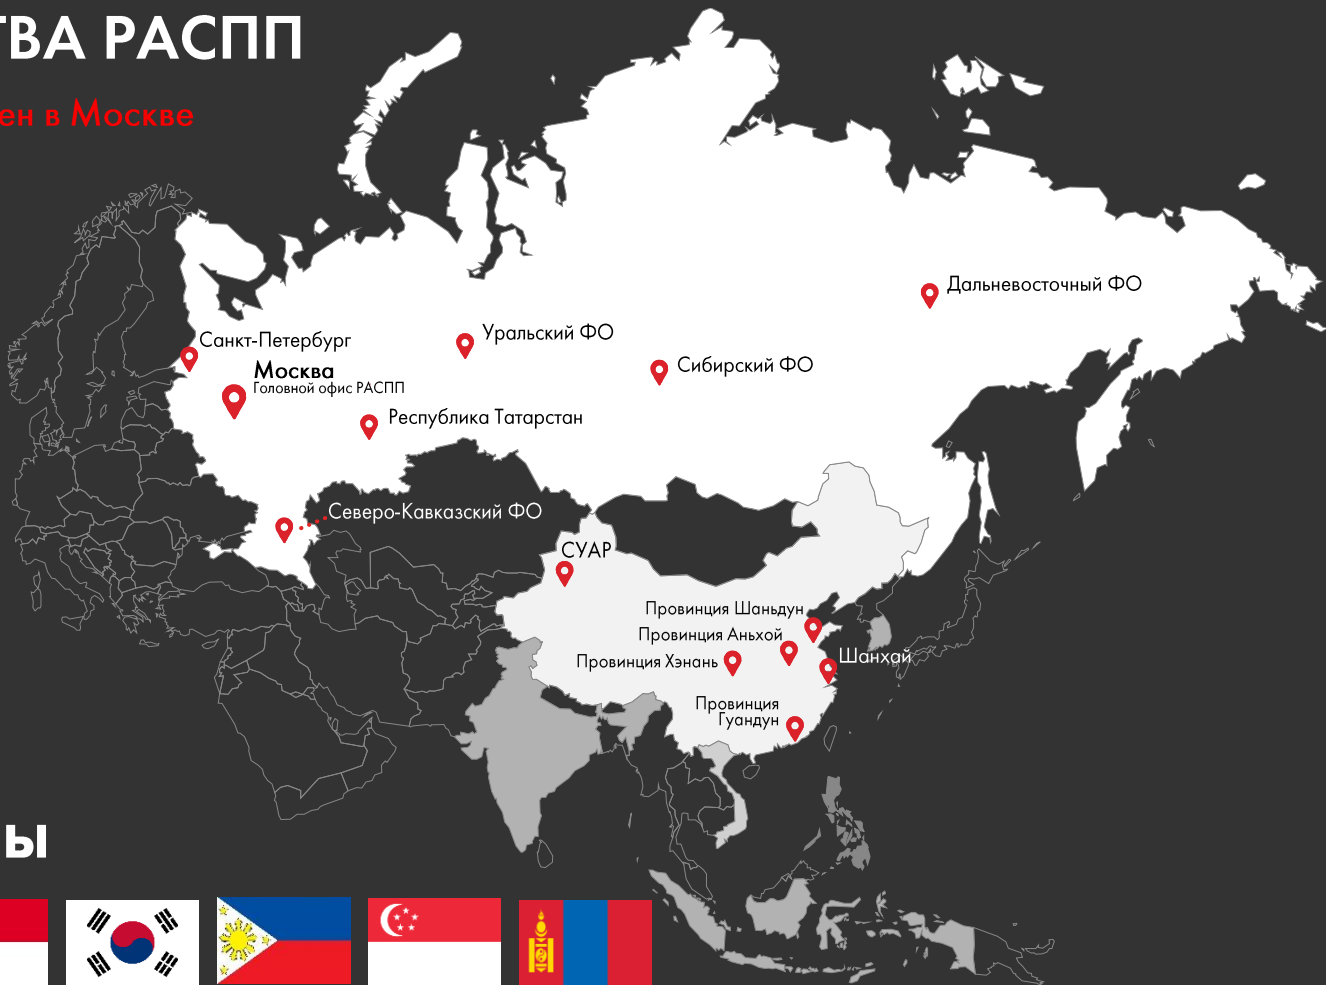 ТВА РАСПП
ен в Москве
Дальневосточный ФО
Санкт-Петербург
Уральский ФО
Москва
Головной офис РАСПП
Сибирский ФО
Республика Татарстан
Северо-Кавказский ФО
СУАР
Провинция Шаньдун
Провинция Аньхой
Провинция Хэнань
Шанхай
Провинция
Гуандун
Ы